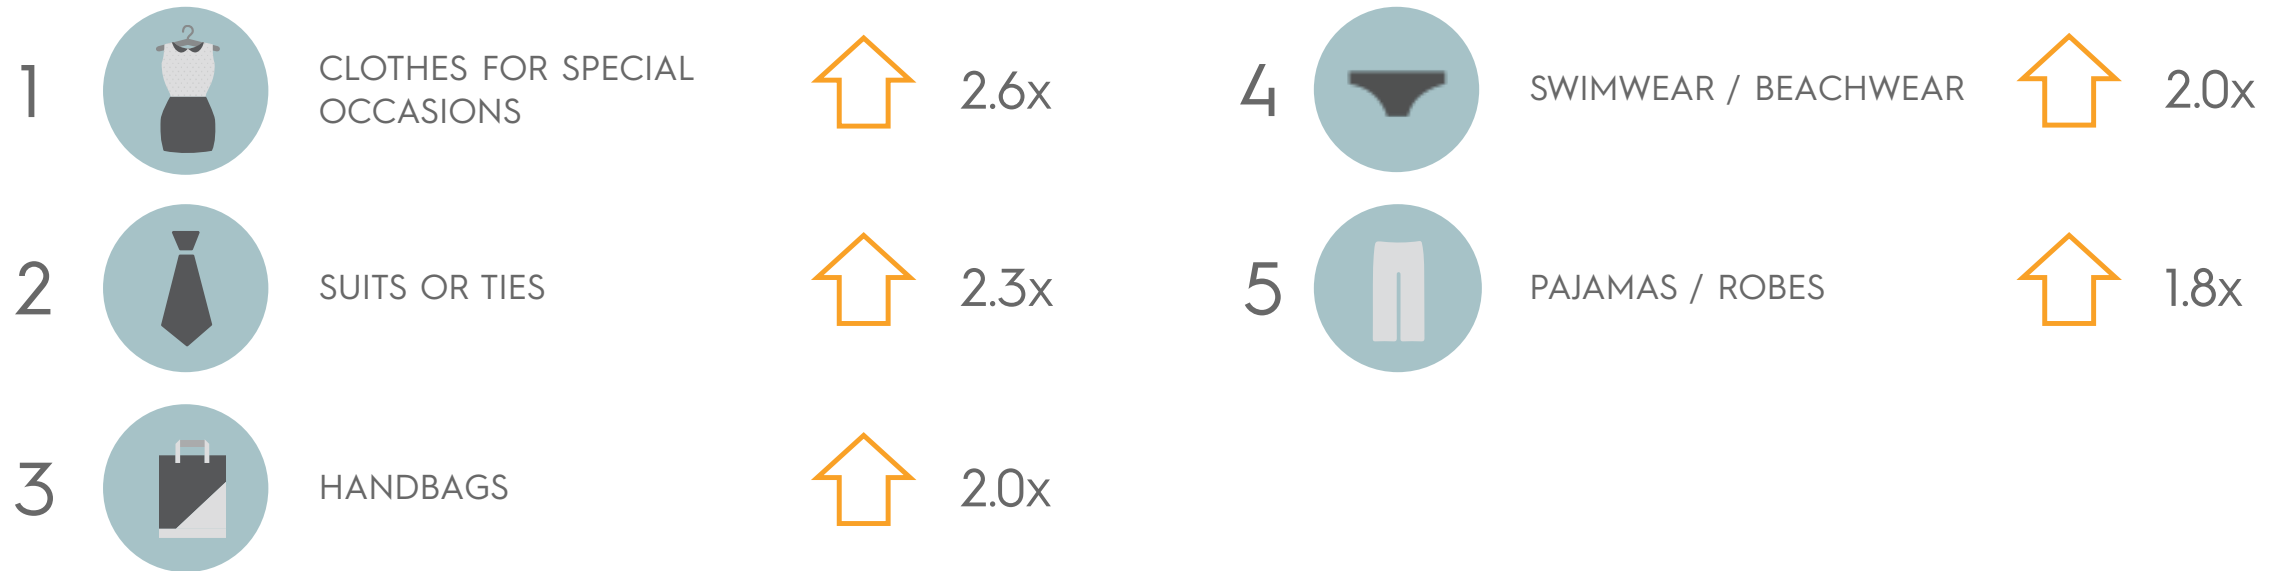 1
CLOTHES FOR SPECIAL
OCCASIONS
2.6x
2
SUITS OR TIES
2.3x
3
HANDBAGS
2.0x
4
SWIMWEAR / BEACHWEAR
2.0x
5
PAJAMAS / ROBES
1.8x